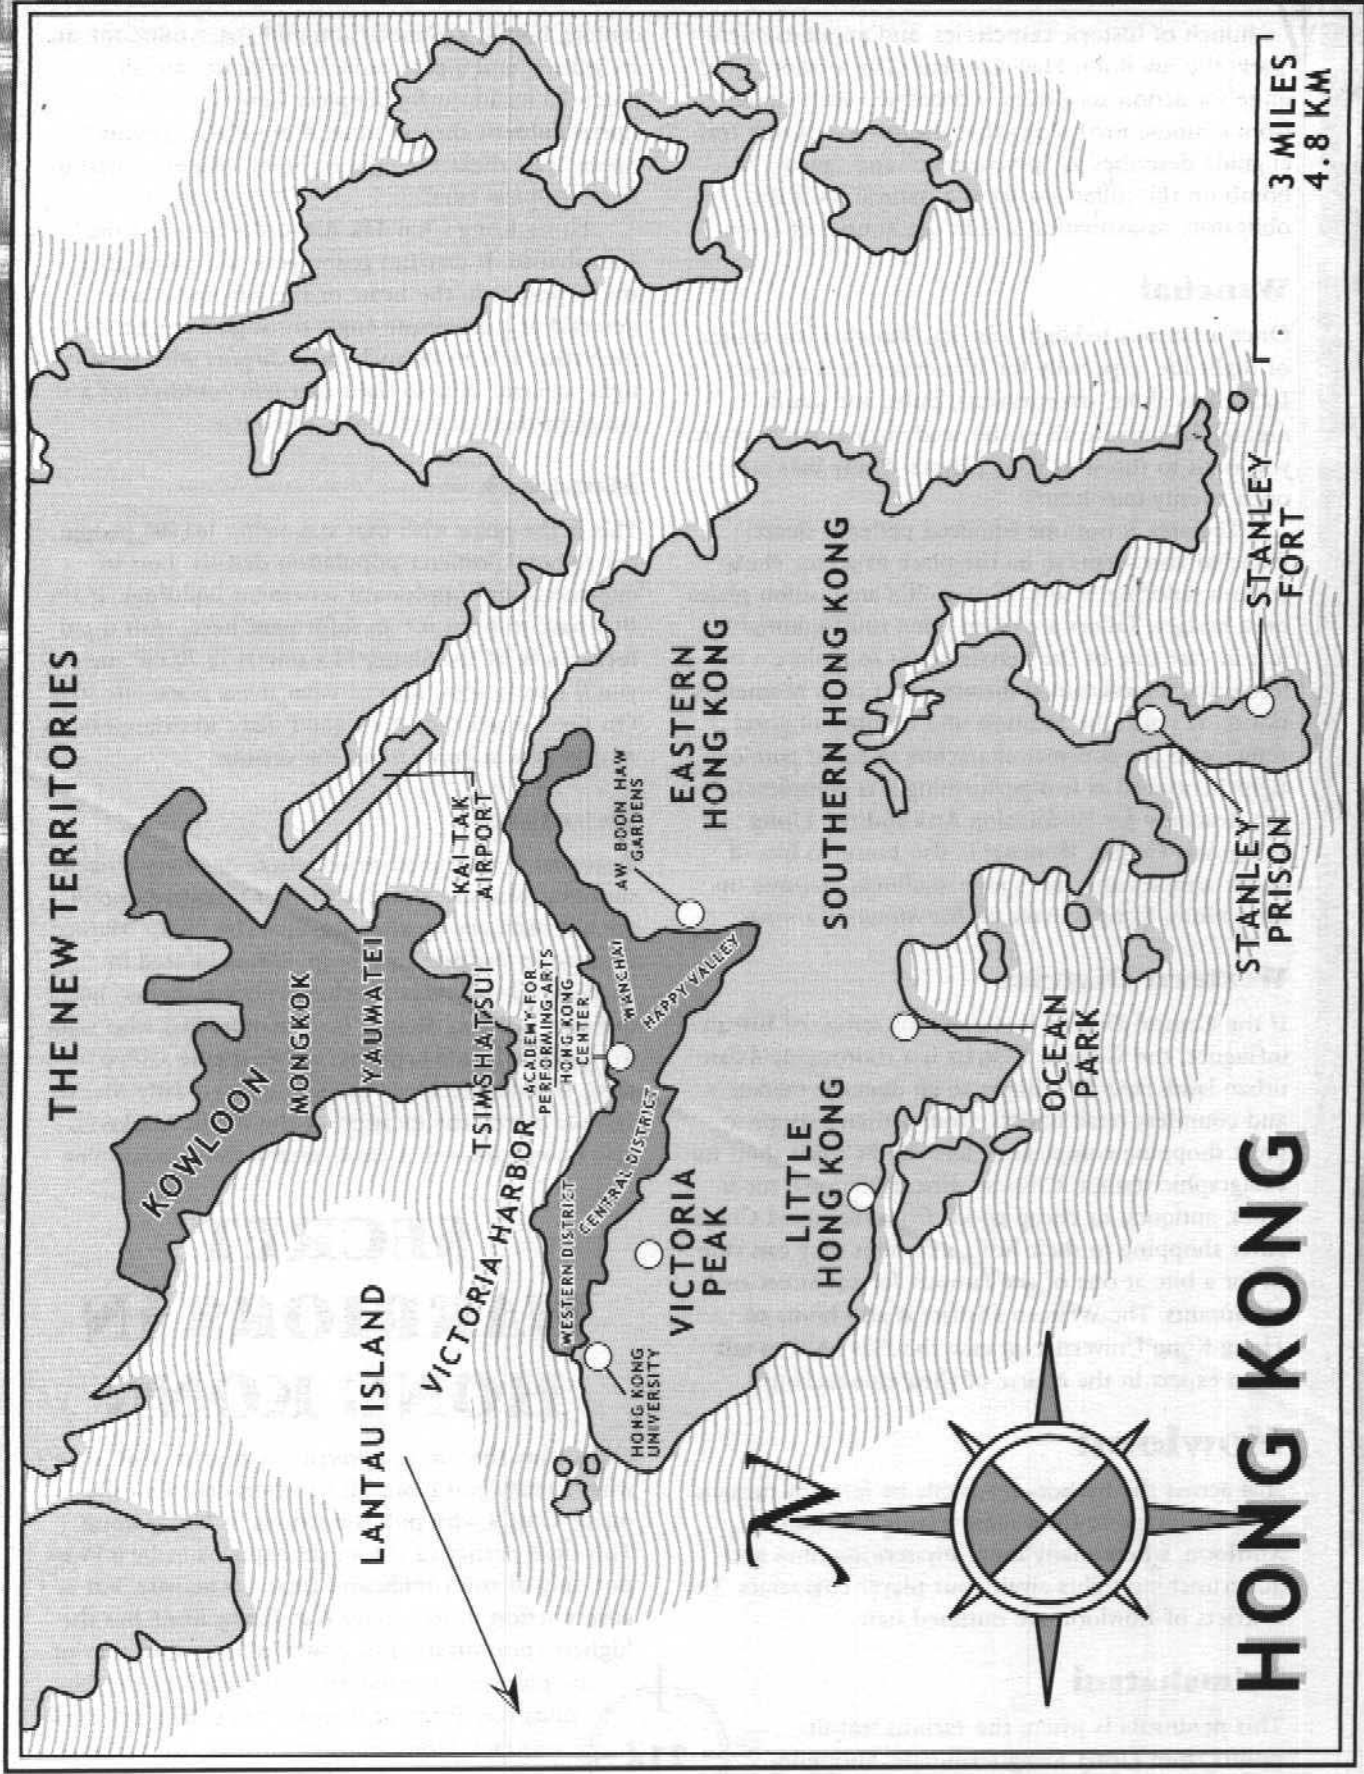 THE NEW TERRITORIES
KOWLOON
MONGKOK
YAUMATEI
TSIMSHATSUI
KAI TAK
AIRPORT
LANTAU ISLAND
VICTORIA HARBOR
ACADEMY FOR
PERFORMING ARTS
HONG KONG
CENTER
WESTERN DISTRICT
CENTRAL DISTRICT
WANCHAI
HAPPY VALLEY
AW BOON HAW
GARDENS
HONG KONG
UNIVERSITY
VICTORIA
PEAK
EASTERN
HONG KONG
LITTLE
HONG KONG
SOUTHERN HONG KONG
OCEAN
PARK
STANLEY
PRISON
STANLEY
FORT
N
HONG KONG
3 MILES
4.8 KM